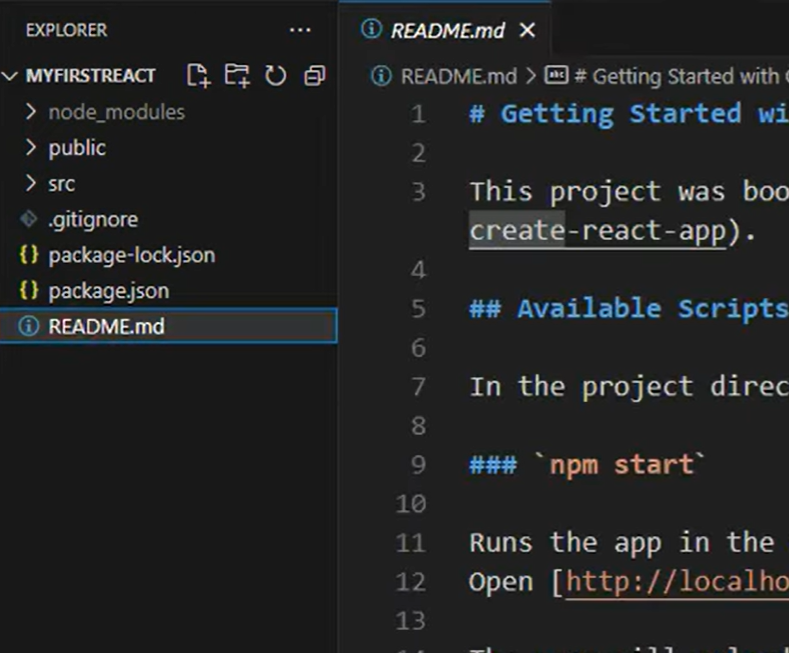 EXPLORER
MYFIRSTREACT
node_modules
public
src
.gitignore
package-lock.json
package.json
README.md
README.md
README.md > # Getting Started with
1 # Getting Started wi
2
3 This project was boo
create-react-app).
4
5 ## Available Scripts
6
7 In the project direc
8
9 ### `npm start`
10
11 Runs the app in the
12 Open [http://localho
13